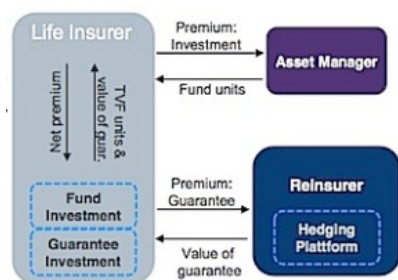 Life Insurer
Premium:
Investment
Asset Manager
Fund units
Net premium
TVF units &
value of guar.
Premium:
Guarantee
Reinsurer
Fund
Investment
Hedging
Plattform
Guarantee
Investment
Value of
guarantee